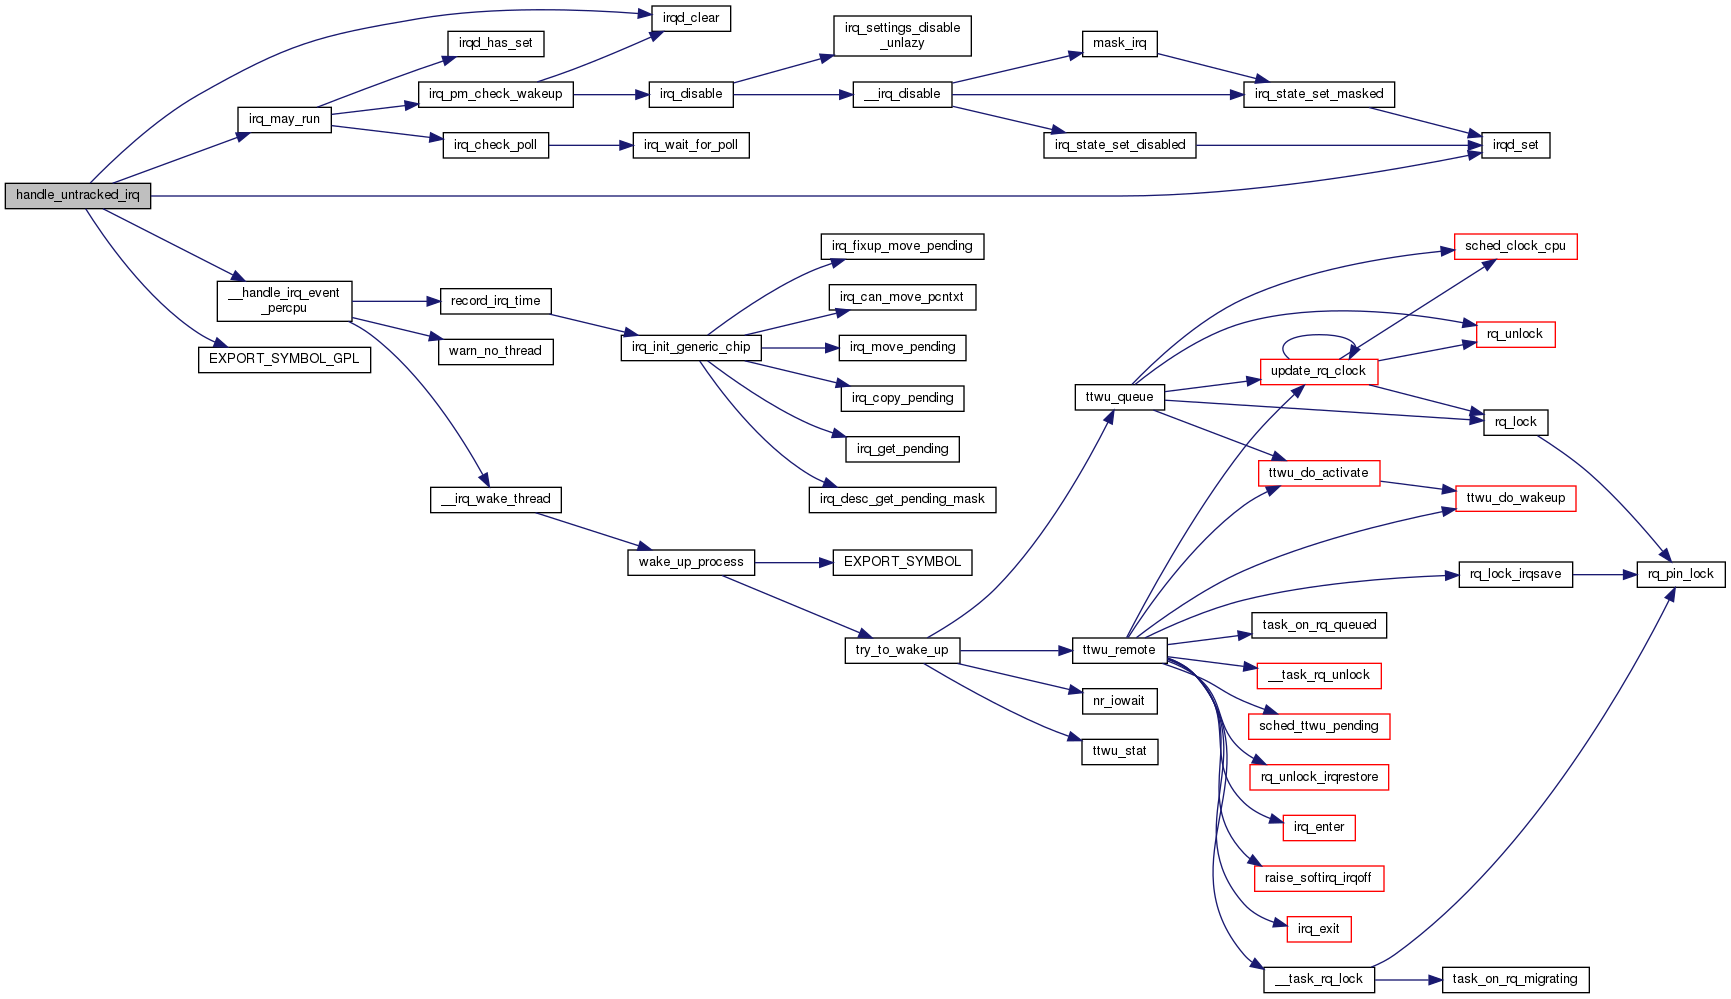 handle_untracked_irq
irqd_clear
irqd_has_set
irq_may_run
irq_pm_check_wakeup
irq_check_poll
irq_disable
irq_wait_for_poll
irq_settings_disable
_unlazy
__irq_disable
mask_irq
irq_state_set_masked
irq_state_set_disabled
irqd_set
__handle_irq_event
_percpu
EXPORT_SYMBOL_GPL
record_irq_time
warn_no_thread
__irq_wake_thread
irq_init_generic_chip
irq_fixup_move_pending
irq_can_move_pcntxt
irq_move_pending
irq_copy_pending
irq_get_pending
irq_desc_get_pending_mask
wake_up_process
EXPORT_SYMBOL
try_to_wake_up
ttwu_queue
ttwu_remote
nr_iowait
ttwu_stat
sched_clock_cpu
rq_unlock
update_rq_clock
rq_lock
ttwu_do_activate
ttwu_do_wakeup
rq_lock_irqsave
rq_pin_lock
task_on_rq_queued
__task_rq_unlock
sched_ttwu_pending
rq_unlock_irqrestore
irq_enter
raise_softirq_irqoff
irq_exit
__task_rq_lock
task_on_rq_migrating